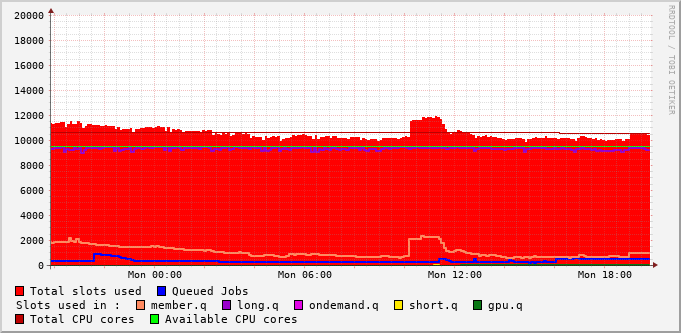 20000
18000
16000
14000
12000
10000
8000
6000
4000
2000
0
Mon 00:00 Mon 06:00 Mon 12:00 Mon 18:00
RRDTOOL / TOBI OETIKER
Total slots used Queued Jobs
Slots used in : member.q long.q ondemand.q short.q gpu.q
Total CPU cores Available CPU cores